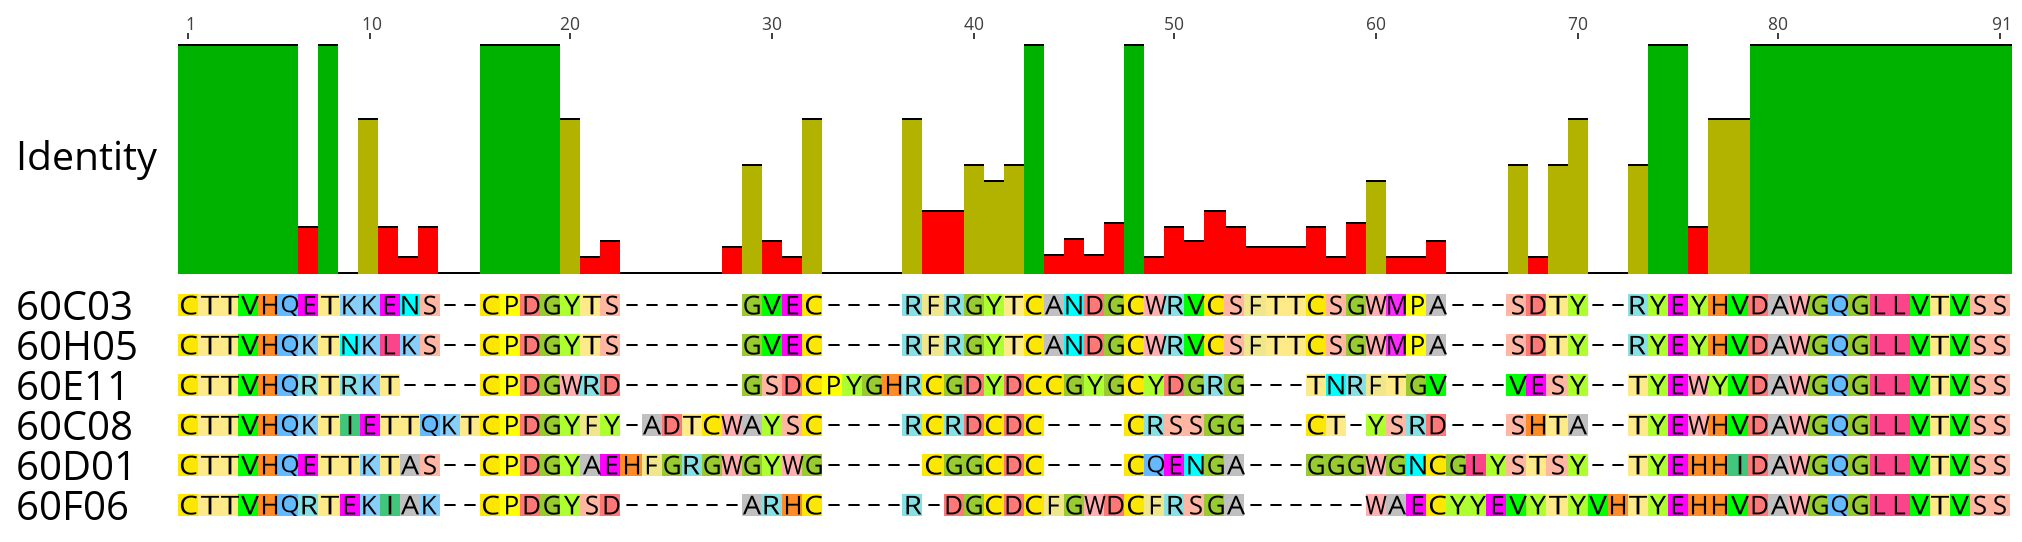 1 10 20 30 40 50 60 70 80 91
Identity
60C03 CTTVHQETKKENS--CPDGYTS------GVEC----RFRGYTCANDGCWRVCSFTTCSGWMPA---SDTY--RYEYHVDAWGQGLLVTVSS
60H05 CTTVHQKTNKLKS--CPDGYTS------GVEC----RFRGYTCANDGCWRVCSFTTCSGWMPA---SDTY--RYEYHVDAWGQGLLVTVSS
60E11 CTTVHQRTRKT----CPDGWRD------GSDCPYGHRCGDYDCCGYGCYDGRG---TNRFTGV---VESY--TYEWYVDAWGQGLLVTVSS
60C08 CTTVHQKTIETTQKTCPDGYFY-ADTCWAYSC----RCRDCDC----CRSSGG---CT-YSRD---SHTA--TYEWHVDAWGQGLLVTVSS
60D01 CTTVHQETTKTAS--CPDGYAEHFGRGWGYWG-----CGGCDC----CQENGA---GGGWGNCGLYSTSY--TYEHHIDAWGQGLLVTVSS
60F06 CTTVHQRTEKIAK--CPDGYSD------ARHC----R-DGCDCFGWDCFRSGA------WAECYYEVYTYVHTYEHHVDAWGQGLLVTVSS